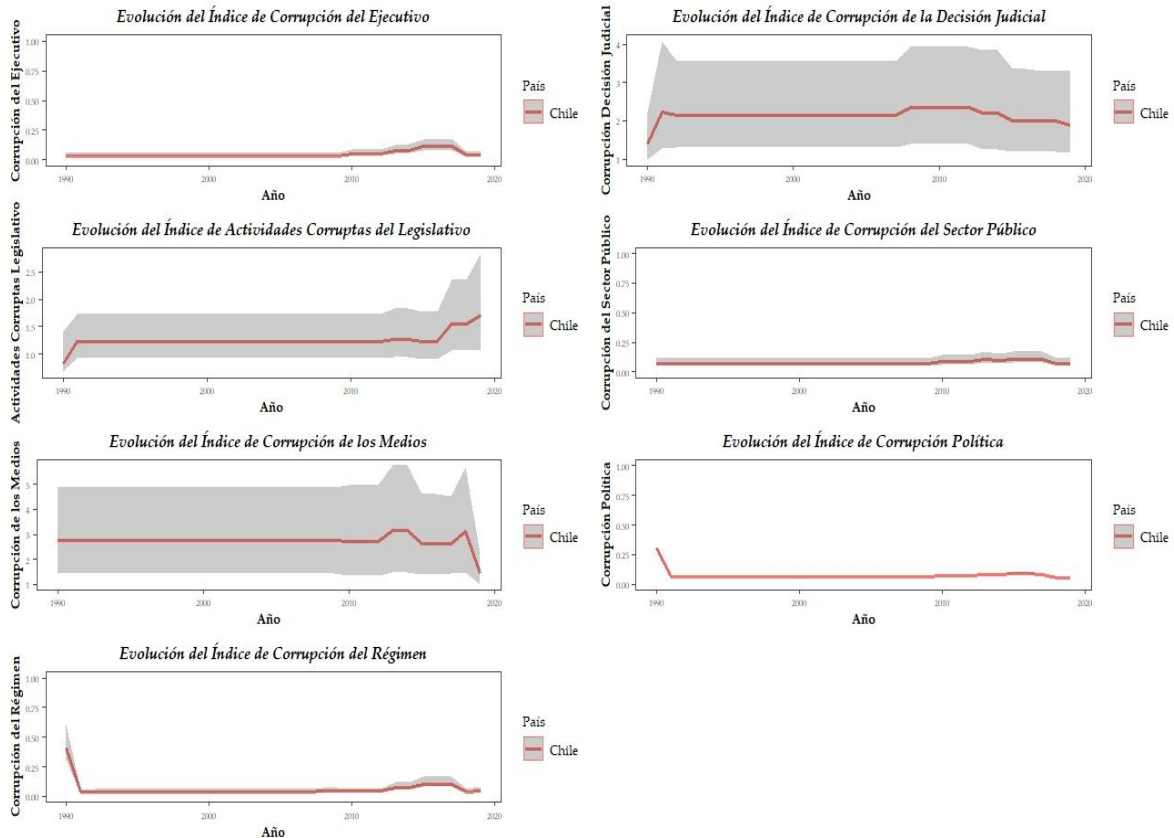 Evolución del Índice de Corrupción del Ejecutivo
Corrupción del Ejecutivo
1.00
0.75
0.50
0.25
0.00
1990
2000
2010
2020
Año
País
Chile
Evolución del Índice de Corrupción de la Decisión Judicial
Corrupción Decisión Judicial
4
3
2
1
1990
2000
2010
2020
Año
País
Chile
Evolución del Índice de Actividades Corruptas del Legislativo
Actividades Corruptas Legislativo
2.5
2.0
1.5
1.0
1990
2000
2010
2020
Año
País
Chile
Evolución del Índice de Corrupción del Sector Público
Corrupción del Sector Público
1.00
0.75
0.50
0.25
0.00
1990
2000
2010
2020
Año
País
Chile
Evolución del Índice de Corrupción de los Medios
Corrupción de los Medios
5
4
3
2
1
1990
2000
2010
2020
Año
País
Chile
Evolución del Índice de Corrupción Política
Corrupción Política
1.00
0.75
0.50
0.25
0.00
1990
2000
2010
2020
Año
País
Chile
Evolución del Índice de Corrupción del Régimen
Corrupción del Régimen
1.00
0.75
0.50
0.25
0.00
1990
2000
2010
2020
Año
País
Chile